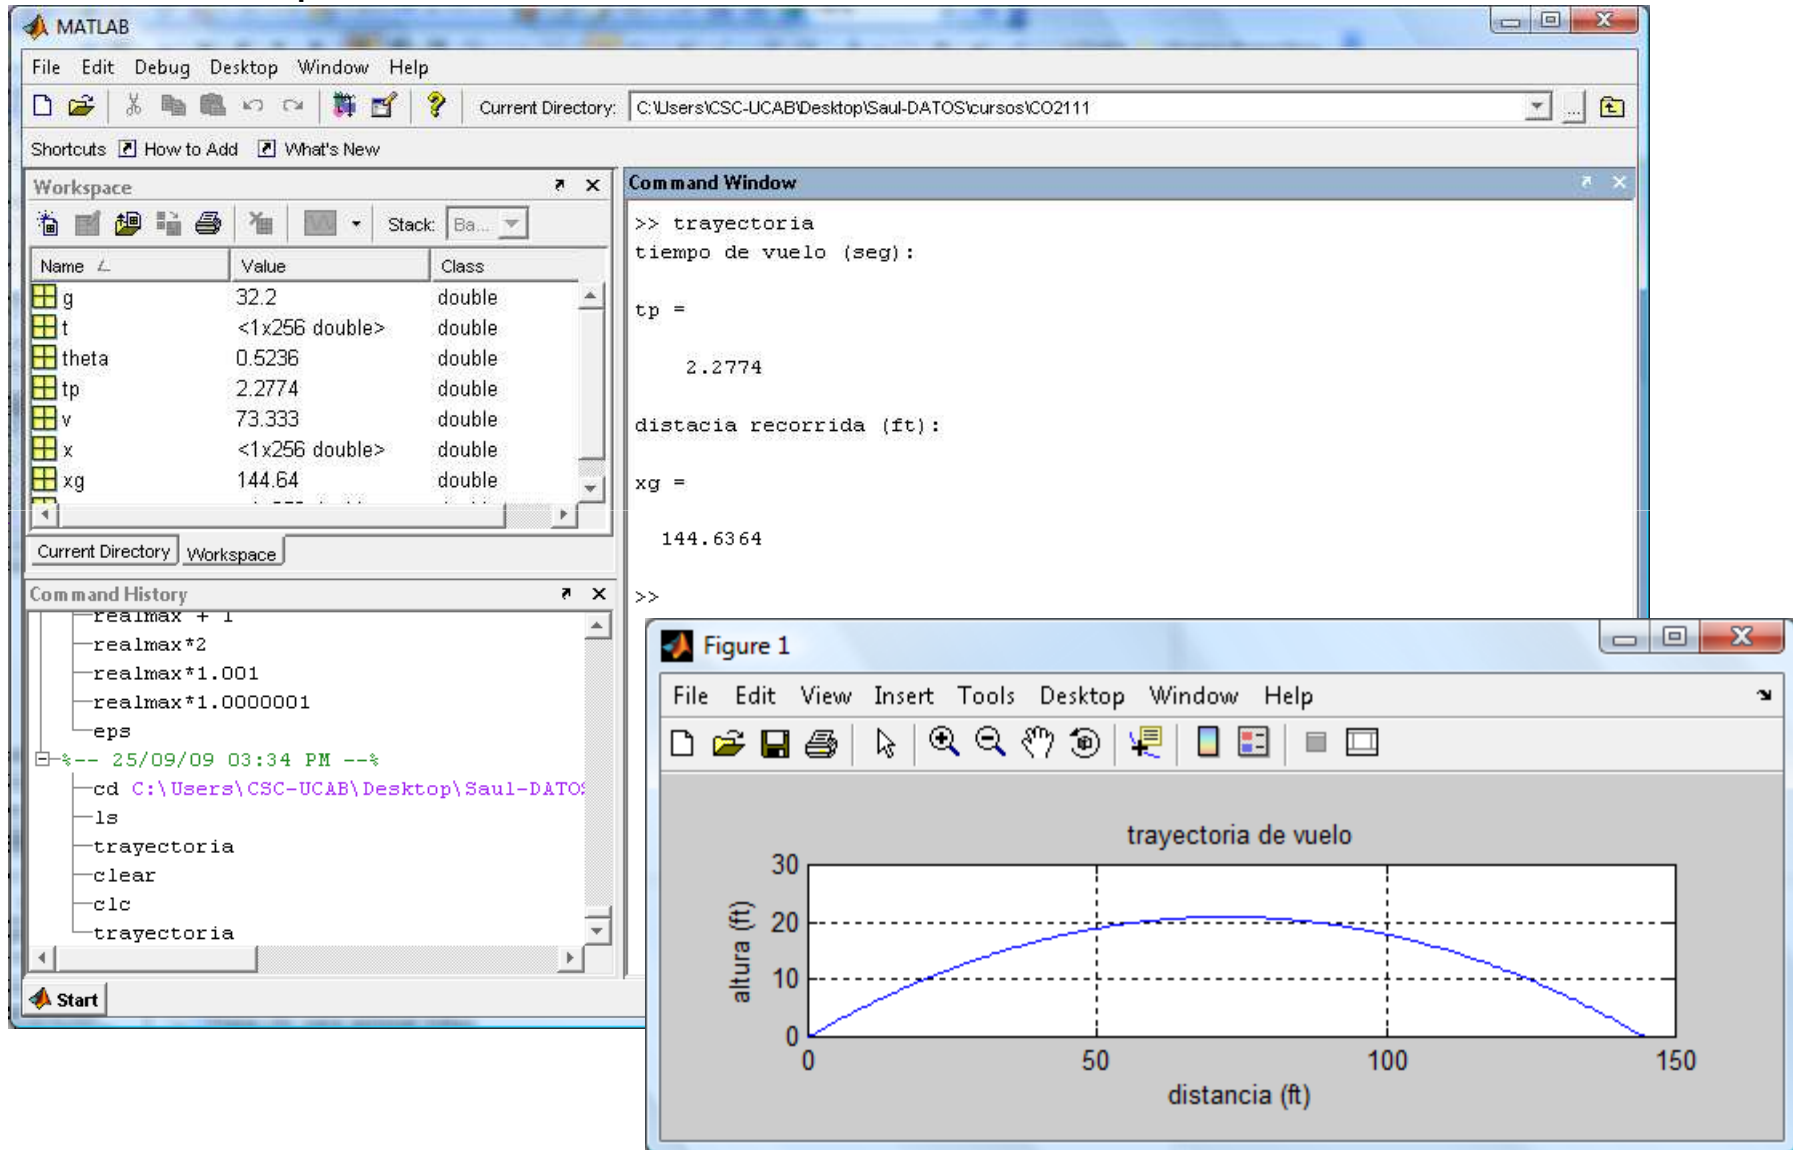 MATLAB
File Edit Debug Desktop Window Help
Current Directory: C:\Users\CSC-UCAB\Desktop\Saul-DATOS\cursos\CO2111
Shortcuts How to Add What's New
Workspace
Stack: Ba...
Name Value Class
g 32.2 double
t <1x256 double> double
theta 0.5236 double
tp 2.2774 double
v 73.333 double
x <1x256 double> double
xg 144.64 double
Current Directory Workspace
Command History
realmax + 1
realmax*2
realmax*1.001
realmax*1.0000001
eps
%-- 25/09/09 03:34 PM --%
cd C:\Users\CSC-UCAB\Desktop\Saul-DATOS
ls
trayectoria
clear
clc
trayectoria
Start
Command Window
>> trayectoria
tiempo de vuelo (seg):
tp =
2.2774
distacia recorrida (ft):
xg =
144.6364
>>
Figure 1
File Edit View Insert Tools Desktop Window Help
trayectoria de vuelo
30
20
10
0
altura (ft)
0 50 100 150
distancia (ft)